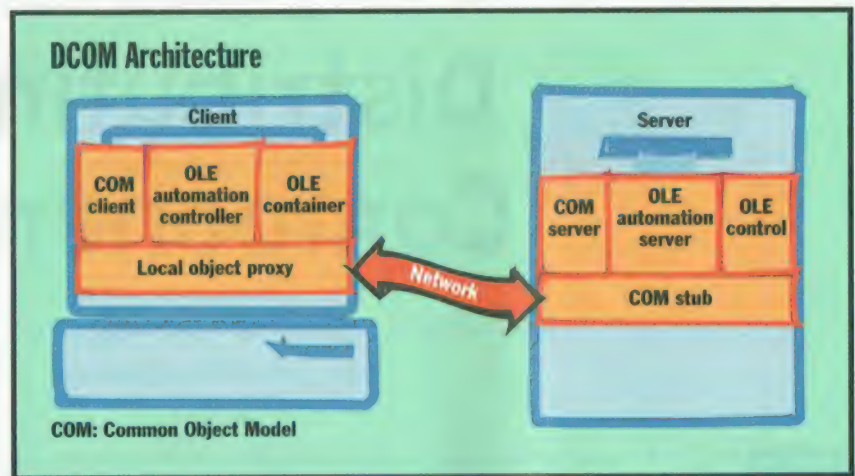 DCOM Architecture
Client
COM
client
OLE
automation
controller
OLE
container
Local object proxy
Network
Server
COM
server
OLE
automation
server
OLE
control
COM stub
COM: Common Object Model